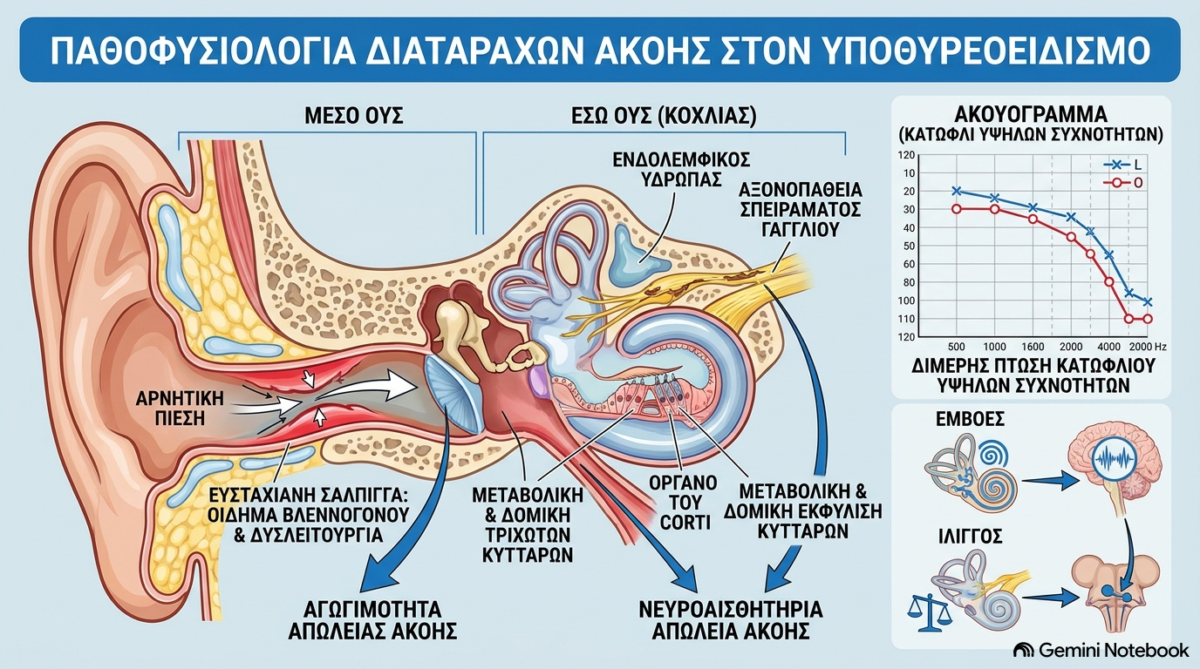 ΠΑΘΟΦΥΣΙΟΛΟΓΙΑ ΔΙΑΤΑΡΑΧΩΝ ΑΚΟΗΣ ΣΤΟΝ ΥΠΟΘΥΡΕΟΕΙΔΙΣΜΟ
ΜΕΣΟ ΟΥΣ
ΕΣΩ ΟΥΣ (ΚΟΧΛΙΑΣ)
ΕΝΔΟΛΕΜΦΙΚΟΣ
ΥΔΡΩΠΑΣ
ΑΞΟΝΟΠΑΘΕΙΑ
ΣΠΕΙΡΑΜΑΤΟΣ
ΓΑΓΓΛΙΟΥ
ΑΡΝΗΤΙΚΗ
ΠΙΕΣΗ
ΕΥΣΤΑΧΙΑΝΗ ΣΑΛΠΙΓΓΑ:
ΟΙΔΗΜΑ ΒΛΕΝΝΟΓΟΝΟΥ
& ΔΥΣΛΕΙΤΟΥΡΓΙΑ
ΜΕΤΑΒΟΛΙΚΗ
& ΔΟΜΙΚΗ
ΤΡΙΧΩΤΩΝ
ΚΥΤΤΑΡΩΝ
ΟΡΓΑΝΟ
ΤΟΥ
CORTI
ΜΕΤΑΒΟΛΙΚΗ &
ΔΟΜΙΚΗ ΕΚΦΥΛΙΣΗ
ΚΥΤΤΑΡΩΝ
ΑΓΩΓΙΜΟΤΗΤΑ
ΑΠΩΛΕΙΑΣ ΑΚΟΗΣ
ΝΕΥΡΟΑΙΣΘΗΤΗΡΙΑ
ΑΠΩΛΕΙΑ ΑΚΟΗΣ
ΑΚΟΥΟΓΡΑΜΜΑ
(ΚΑΤΩΦΛΙ ΥΨΗΛΩΝ ΣΥΧΝΟΤΗΤΩΝ)
120
10
20
30
40
50
60
80
100
120
L
O
500 1000 1600 2000 4000 2000 Hz
ΔΙΜΕΡΗΣ ΠΤΩΣΗ ΚΑΤΩΦΛΙΟΥ
ΥΨΗΛΩΝ ΣΥΧΝΟΤΗΤΩΝ
ΕΜΒΟΕΣ
ΙΛΙΓΓΟΣ
Gemini Notebook